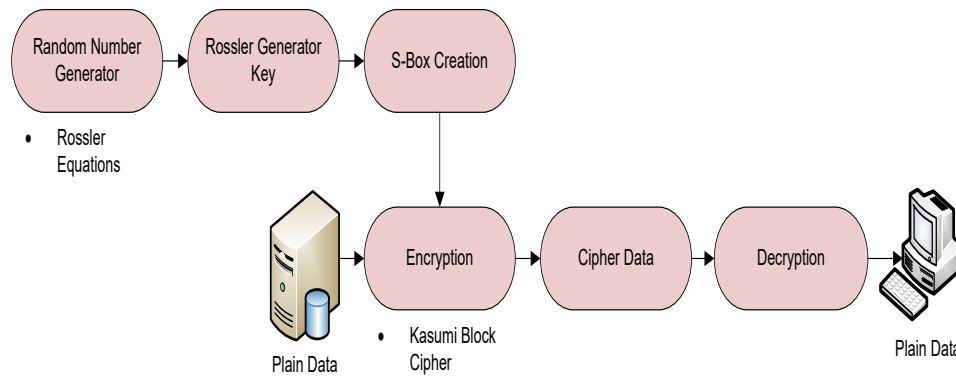 Random Number
Generator
Rossler Generator
Key
S-Box Creation
• Rossler
Equations
Encryption
Cipher Data
Decryption
• Kasumi Block
Cipher
Plain Data
Plain Data